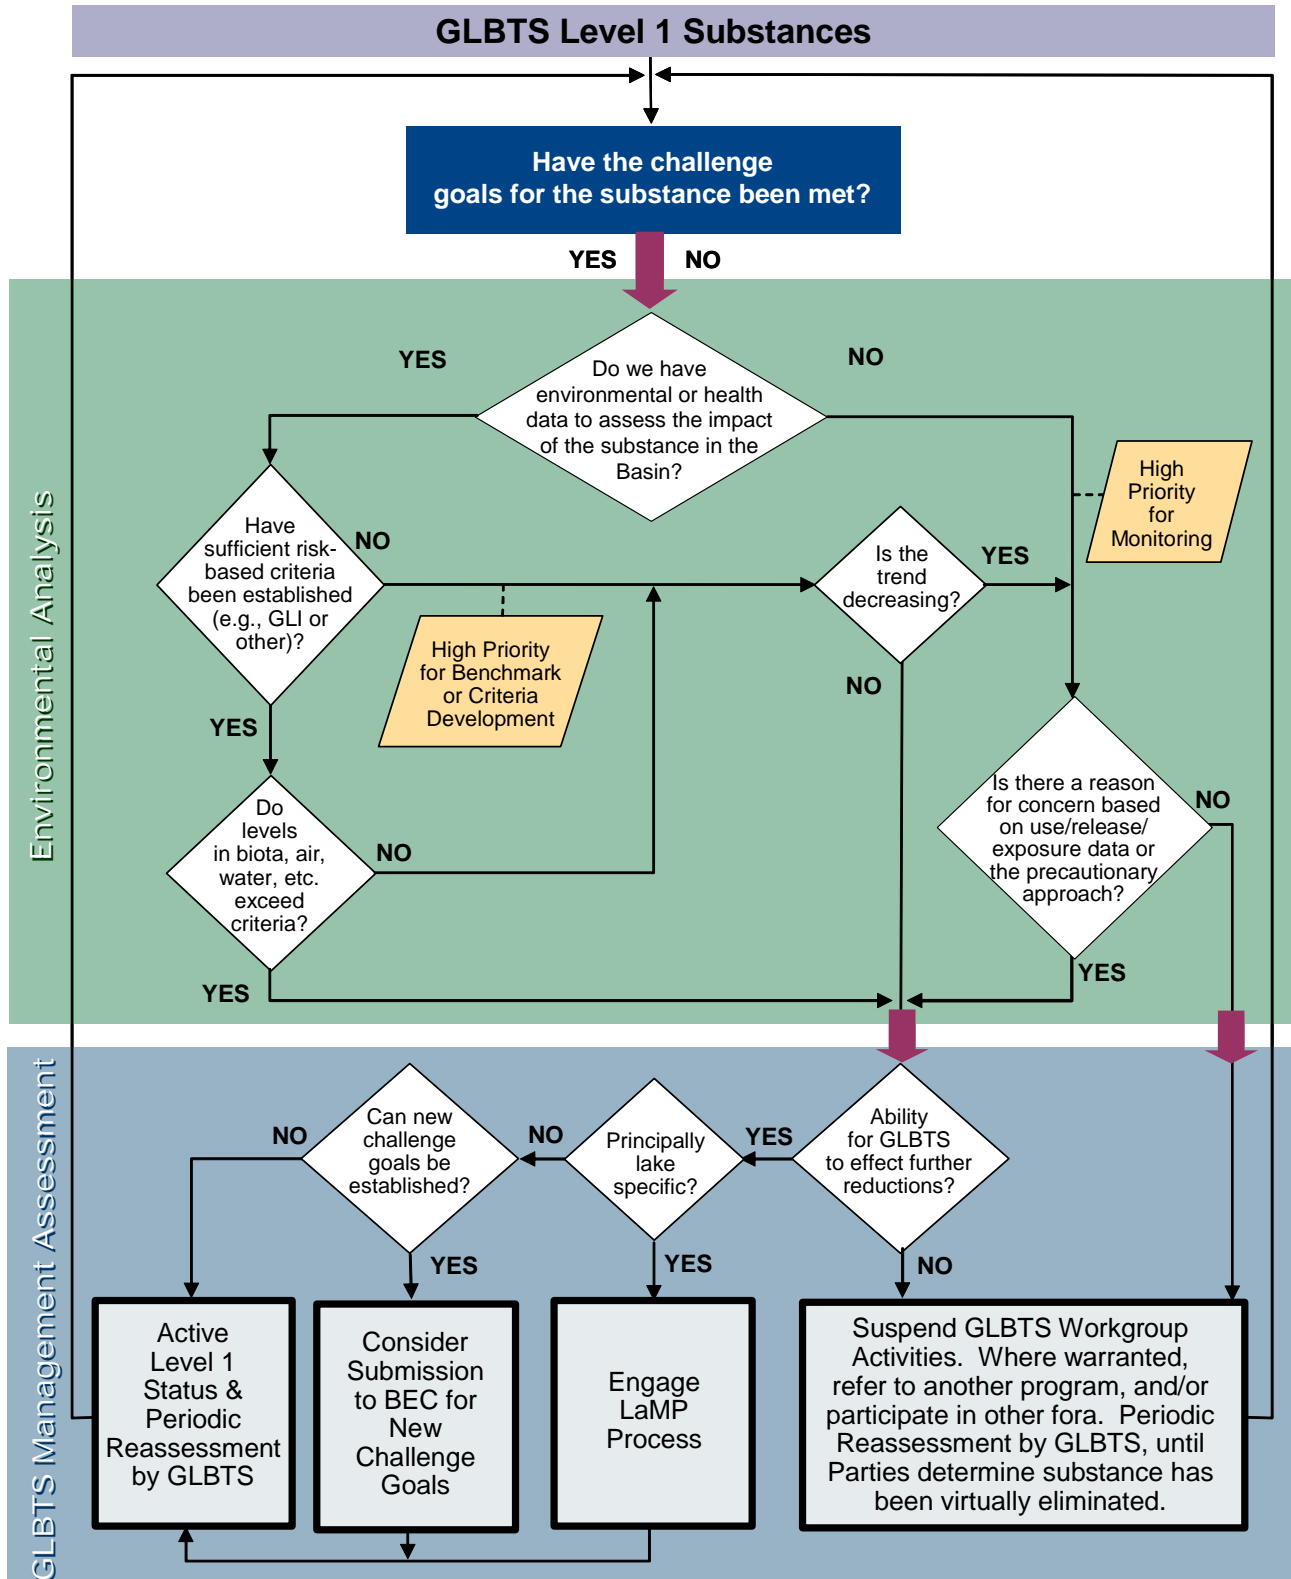 GLBTS Level 1 Substances
Have the challenge
goals for the substance been met?
YES NO
YES
NO
Do we have
environmental or health
data to assess the impact
of the substance in the
Basin?
High
Priority
for
Monitoring
Have
sufficient risk-
based criteria
been established
(e.g., GLI or
other)?
NO
Is the
trend
decreasing?
YES
High Priority
for Benchmark
or Criteria
Development
NO
YES
Do
levels
in biota, air,
water, etc.
exceed
criteria?
NO
Is there a reason
for concern based
on use/release/
exposure data or
the precautionary
approach?
NO
YES
YES
Environmental Analysis
Can new
challenge
goals be
established?
NO
NO
Principally
lake
specific?
YES
Ability
for GLBTS
to effect further
reductions?
YES
YES
NO
Active
Level 1
Status &
Periodic
Reassessment
by GLBTS
Consider
Submission
to BEC for
New
Challenge
Goals
Engage
LaMP
Process
Suspend GLBTS Workgroup
Activities.  Where warranted,
refer to another program, and/or
participate in other fora.  Periodic
Reassessment by GLBTS, until
Parties determine substance has
been virtually eliminated.
GLBTS Management Assessment